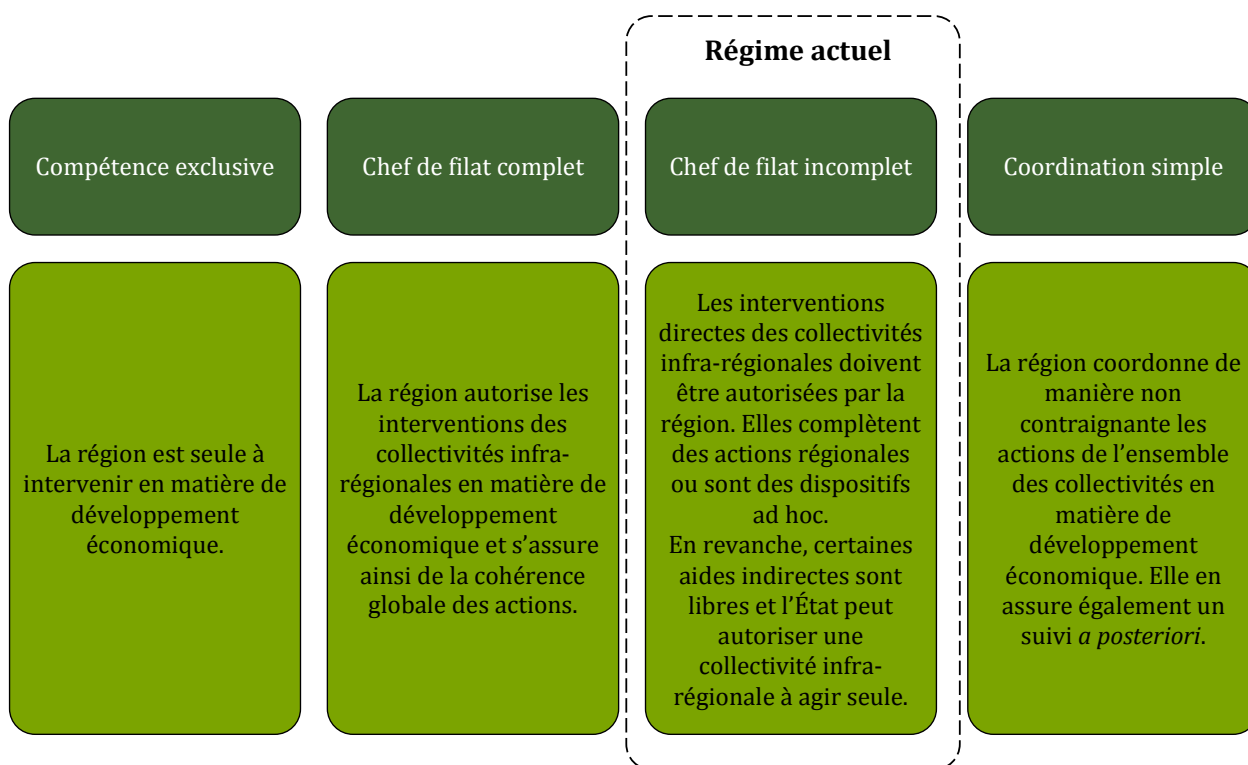 Régime actuel
Compétence exclusive
Chef de filat complet
Chef de filat incomplet
Coordination simple
La région est seule à
intervenir en matière de
développement
économique.
La région autorise les
interventions des
collectivités infra-
régionales en matière de
développement
économique et s’assure
ainsi de la cohérence
globale des actions.
Les interventions
directes des collectivités
infra-régionales doivent
être autorisées par la
région. Elles complètent
des actions régionales
ou sont des dispositifs
ad hoc.
En revanche, certaines
aides indirectes sont
libres et l’État peut
autoriser une
collectivité infra-
régionale à agir seule.
La région coordonne de
manière non
contraignante les
actions de l’ensemble
des collectivités en
matière de
développement
économique. Elle en
assure également un
suivi a posteriori.